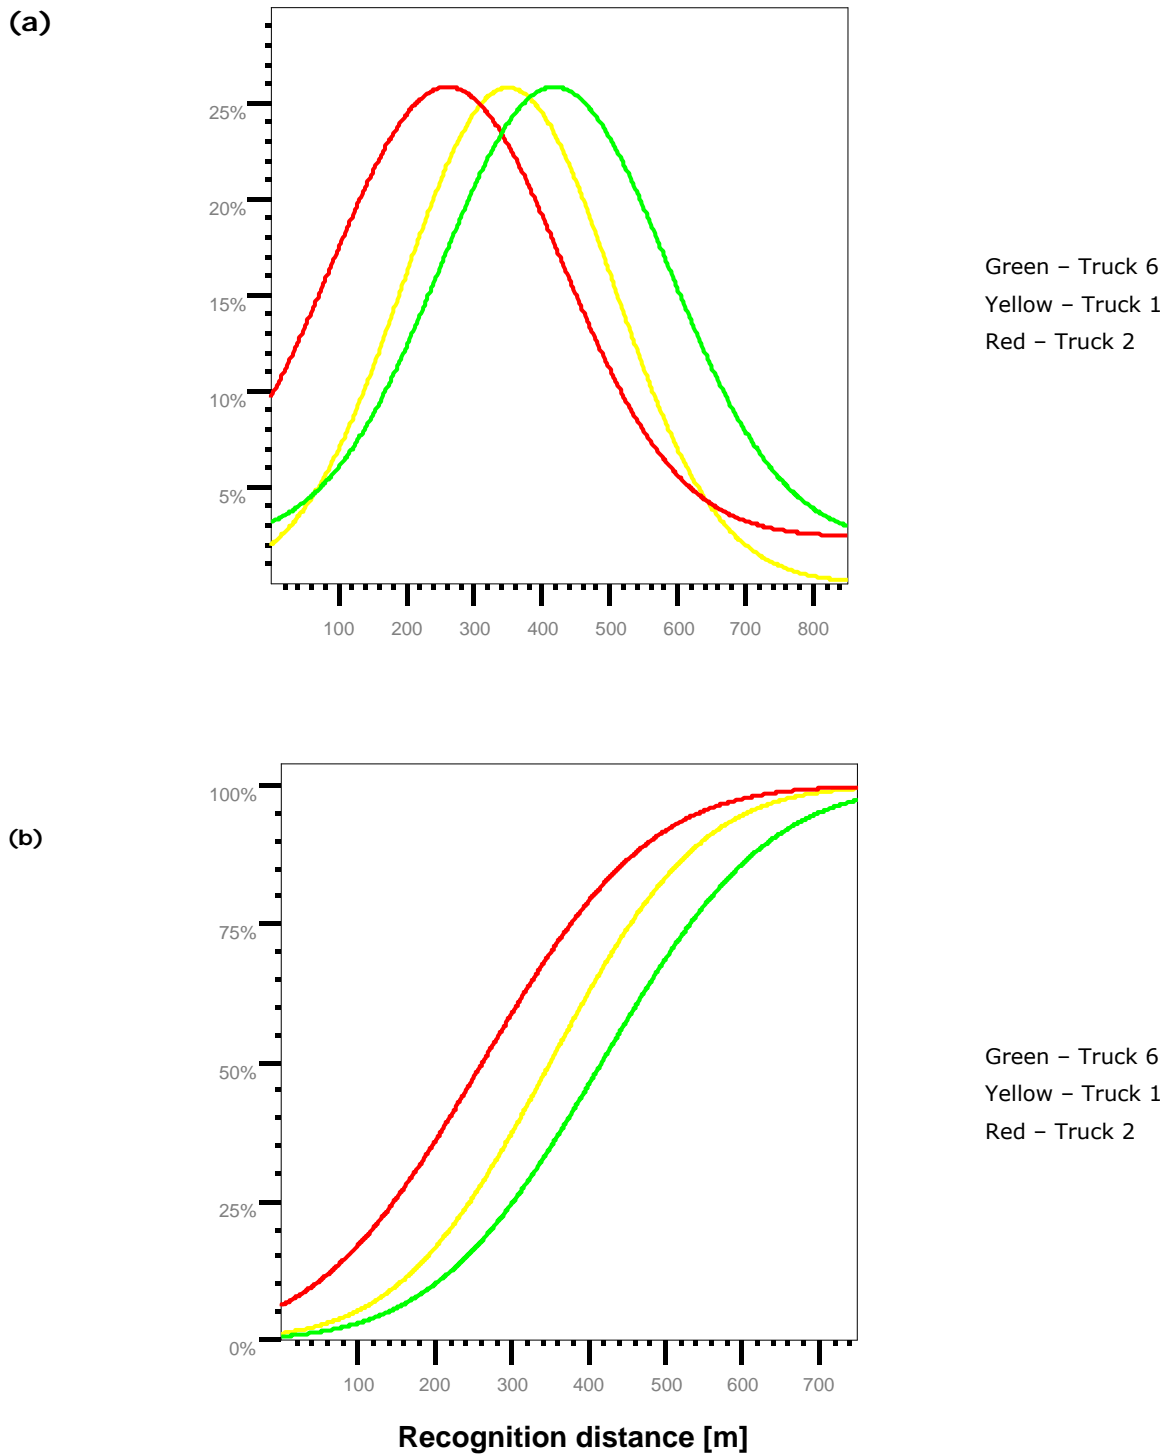 (a)
25%
20%
15%
10%
5%
100 200 300 400 500 600 700 800
Green – Truck 6
Yellow – Truck 1
Red – Truck 2
(b)
100%
75%
50%
25%
0%
100 200 300 400 500 600 700
Green – Truck 6
Yellow – Truck 1
Red – Truck 2
Recognition distance [m]